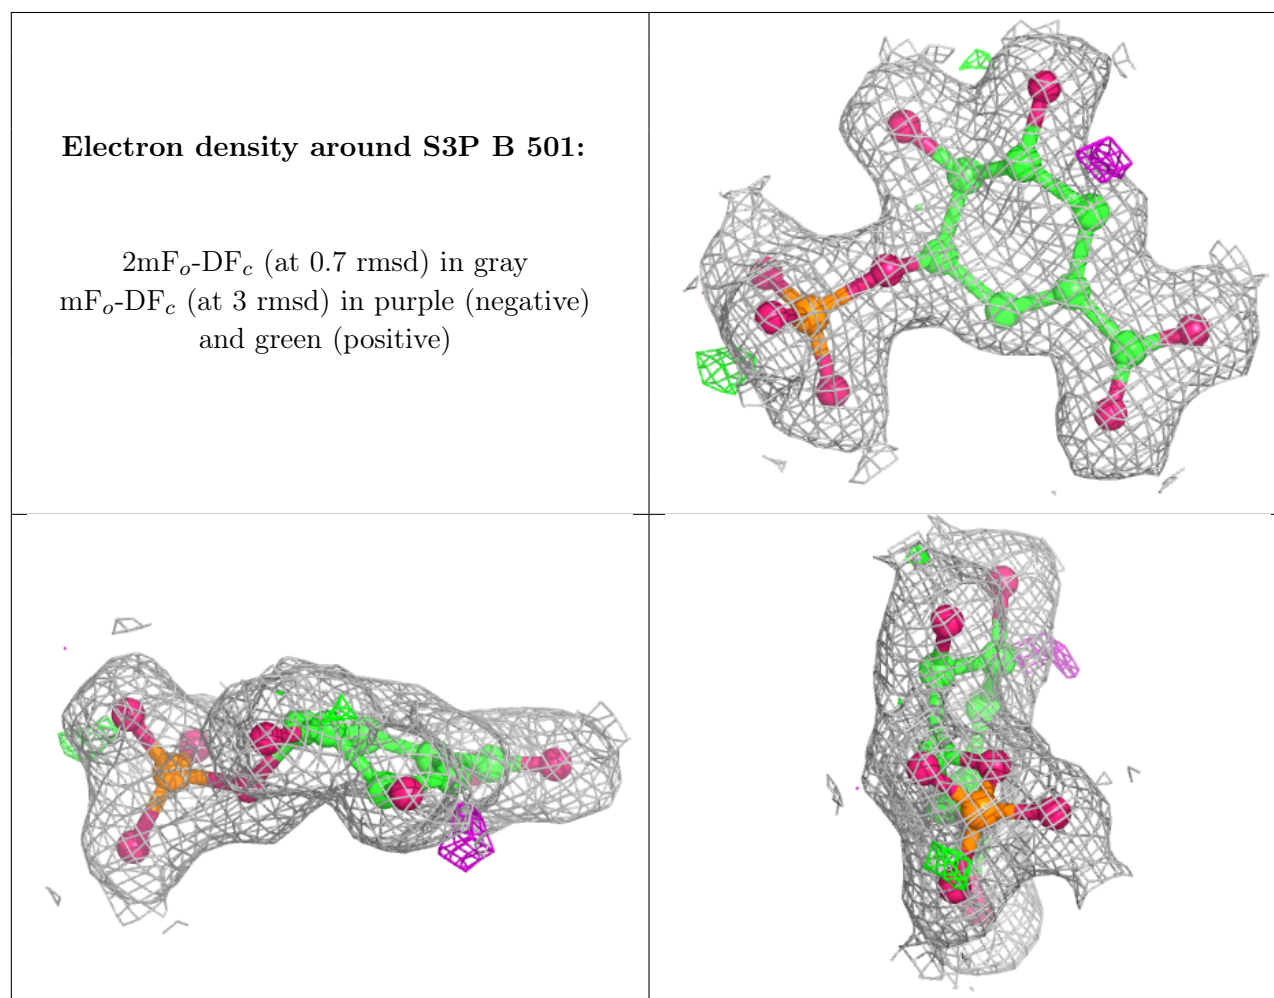 Electron density around S3P B 501:
2mFₒ-DF𝒸 (at 0.7 rmsd) in gray
mFₒ-DF𝒸 (at 3 rmsd) in purple (negative)
and green (positive)